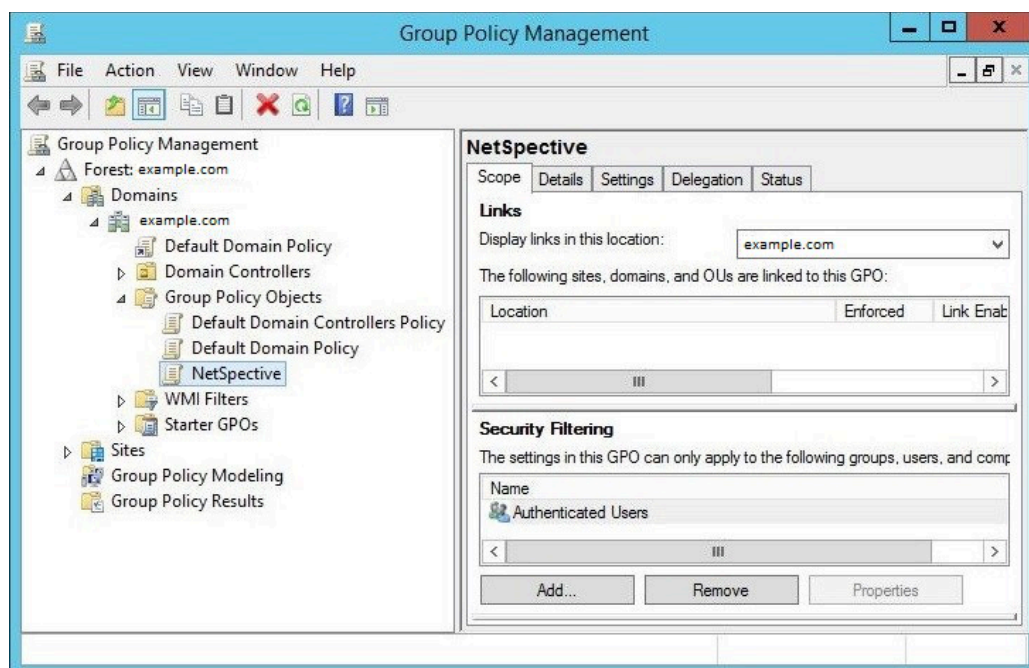 Group Policy Management
File Action View Window Help
Group Policy Management
Forest: example.com
Domains
example.com
Default Domain Policy
Domain Controllers
Group Policy Objects
Default Domain Controllers Policy
Default Domain Policy
NetSpective
WMI Filters
Starter GPOs
Sites
Group Policy Modeling
Group Policy Results
NetSpective
Scope Details Settings Delegation Status
Links
Display links in this location: example.com
The following sites, domains, and OUs are linked to this GPO:
Location Enforced Link Enab
Security Filtering
The settings in this GPO can only apply to the following groups, users, and comp
Name
Authenticated Users
Add... Remove Properties